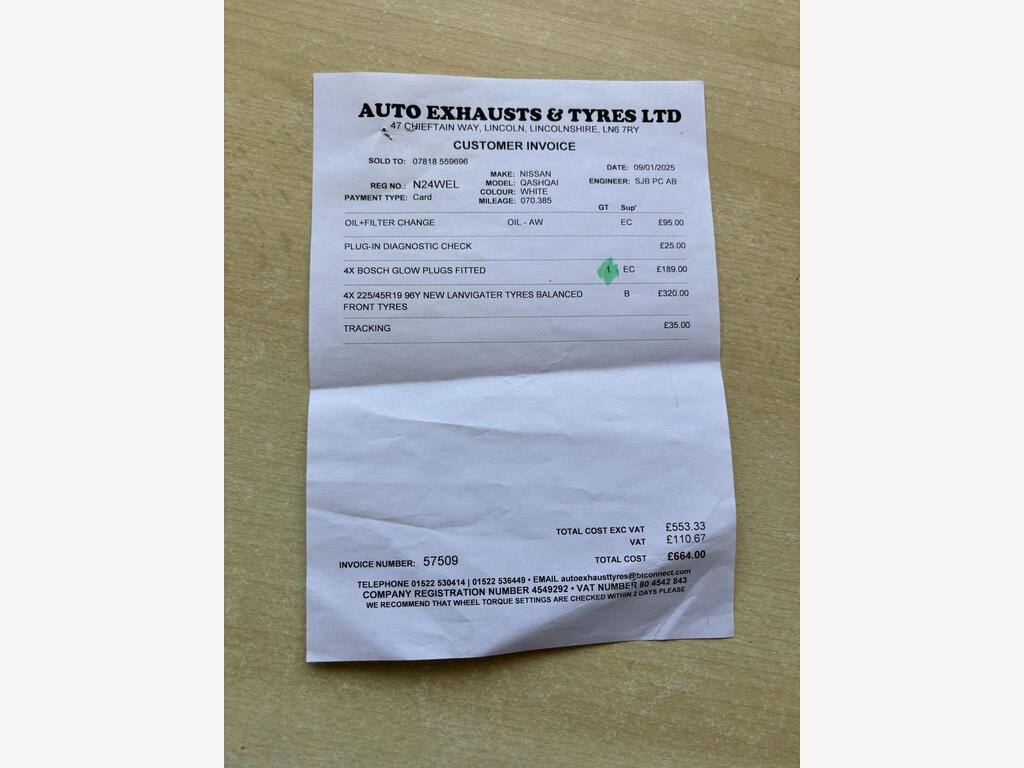 AUTO EXHAUSTS & TYRES LTD
47 CHIEFTAIN WAY, LINCOLN, LINCOLNSHIRE, LN6 7RY
CUSTOMER INVOICE
SOLD TO: 07818 559696
DATE: 09/01/2025
MAKE: NISSAN
REG NO.: N24WEL
MODEL: QASHQAI
ENGINEER: SJB PC AB
COLOUR: WHITE
PAYMENT TYPE: Card
MILEAGE: 070.385
GT Sup'
OIL+FILTER CHANGE OIL - AW EC £95.00
PLUG-IN DIAGNOSTIC CHECK £25.00
4X BOSCH GLOW PLUGS FITTED 1 EC £189.00
4X 225/45R19 96Y NEW LANVIGATER TYRES BALANCED B £320.00
FRONT TYRES
TRACKING £35.00
TOTAL COST EXC VAT £553.33
VAT £110.67
INVOICE NUMBER: 57509 TOTAL COST £664.00
TELEPHONE 01522 530414 | 01522 536449 • EMAIL autoexhausttyres@btconnect.com
COMPANY REGISTRATION NUMBER 4549292 • VAT NUMBER 80 4542 843
WE RECOMMEND THAT WHEEL TORQUE SETTINGS ARE CHECKED WITHIN 2 DAYS PLEASE